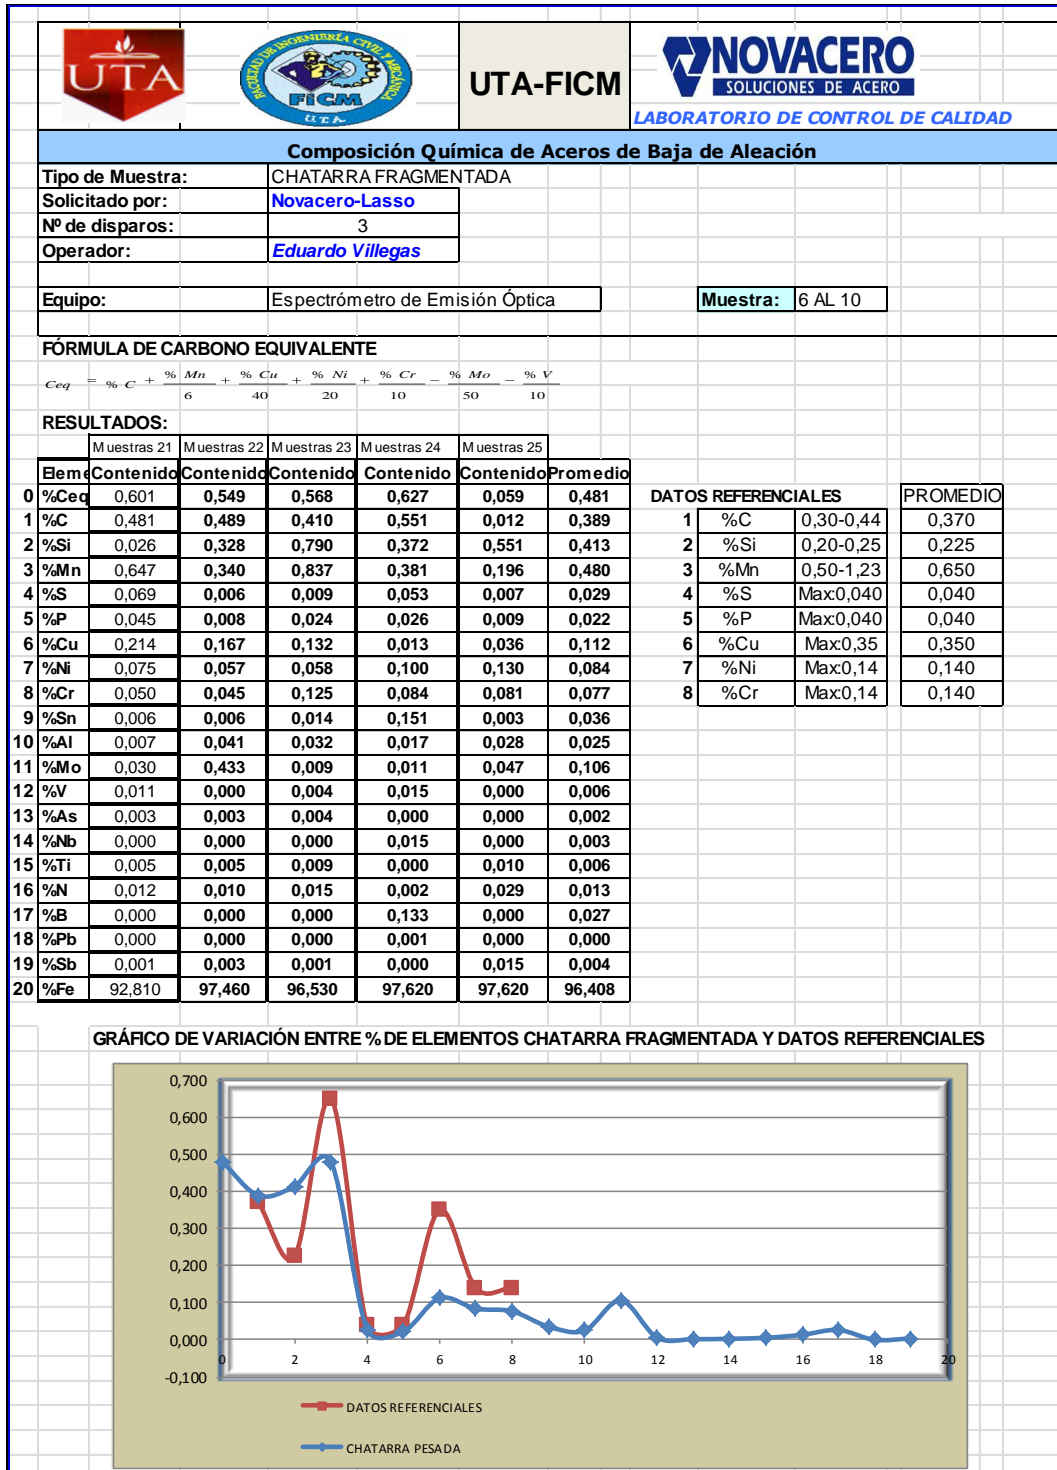 UTA
FACULTAD DE INGENIERÍA CIVIL Y MECÁNICA
FICM
U.T.A.
UTA-FICM
NOVACERO
SOLUCIONES DE ACERO
LABORATORIO DE CONTROL DE CALIDAD
Composición Química de Aceros de Baja de Aleación
Tipo de Muestra: CHATARRA FRAGMENTADA
Solicitado por: Novacero-Lasso
Nº de disparos: 3
Operador: Eduardo Villegas
Equipo: Espectrómetro de Emisión Óptica Muestra: 6 AL 10
FÓRMULA DE CARBONO EQUIVALENTE
Ceq = % C + % Mn / 6 + % Cu / 40 + % Ni / 20 + % Cr / 10 − % Mo / 50 − % V / 10
RESULTADOS:
Muestras 21 Muestras 22 Muestras 23 Muestras 24 Muestras 25
Eleme Contenido Contenido Contenido Contenido Contenido Promedio
0 %Ceq 0,601 0,549 0,568 0,627 0,059 0,481 DATOS REFERENCIALES PROMEDIO
1 %C 0,481 0,489 0,410 0,551 0,012 0,389 1 %C 0,30-0,44 0,370
2 %Si 0,026 0,328 0,790 0,372 0,551 0,413 2 %Si 0,20-0,25 0,225
3 %Mn 0,647 0,340 0,837 0,381 0,196 0,480 3 %Mn 0,50-1,23 0,650
4 %S 0,069 0,006 0,009 0,053 0,007 0,029 4 %S Max:0,040 0,040
5 %P 0,045 0,008 0,024 0,026 0,009 0,022 5 %P Max:0,040 0,040
6 %Cu 0,214 0,167 0,132 0,013 0,036 0,112 6 %Cu Max:0,35 0,350
7 %Ni 0,075 0,057 0,058 0,100 0,130 0,084 7 %Ni Max:0,14 0,140
8 %Cr 0,050 0,045 0,125 0,084 0,081 0,077 8 %Cr Max:0,14 0,140
9 %Sn 0,006 0,006 0,014 0,151 0,003 0,036
10 %Al 0,007 0,041 0,032 0,017 0,028 0,025
11 %Mo 0,030 0,433 0,009 0,011 0,047 0,106
12 %V 0,011 0,000 0,004 0,015 0,000 0,006
13 %As 0,003 0,003 0,004 0,000 0,000 0,002
14 %Nb 0,000 0,000 0,000 0,015 0,000 0,003
15 %Ti 0,005 0,005 0,009 0,000 0,010 0,006
16 %N 0,012 0,010 0,015 0,002 0,029 0,013
17 %B 0,000 0,000 0,000 0,133 0,000 0,027
18 %Pb 0,000 0,000 0,000 0,001 0,000 0,000
19 %Sb 0,001 0,003 0,001 0,000 0,015 0,004
20 %Fe 92,810 97,460 96,530 97,620 97,620 96,408
GRÁFICO DE VARIACIÓN ENTRE % DE ELEMENTOS CHATARRA FRAGMENTADA Y DATOS REFERENCIALES
0,700
0,600
0,500
0,400
0,300
0,200
0,100
0,000
-0,100
0 2 4 6 8 10 12 14 16 18 20
DATOS REFERENCIALES
CHATARRA PESADA